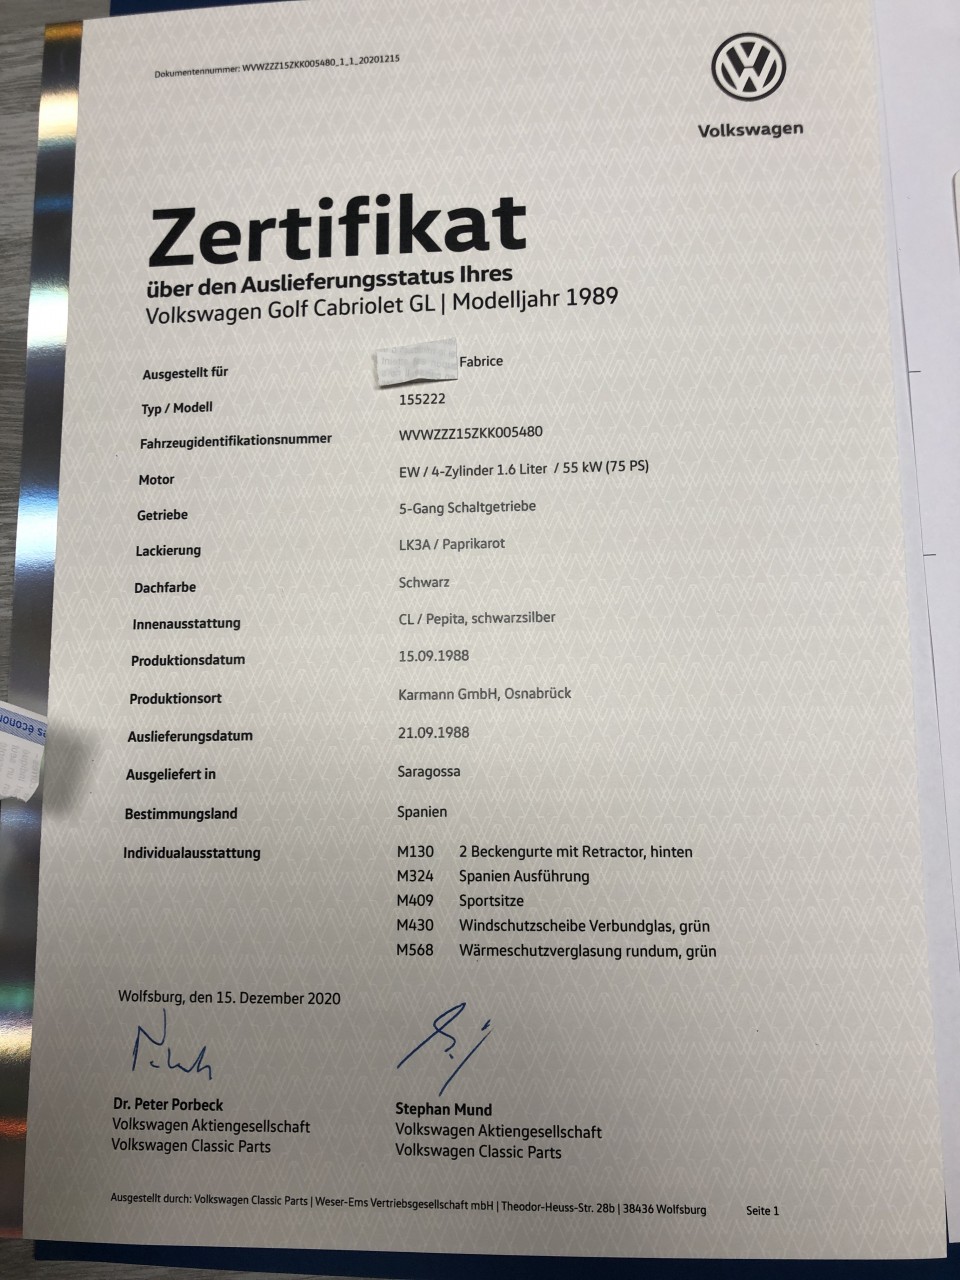 Dokumentennummer: WVWZZZ15ZKK005480_1_1_20201215
Volkswagen
Zertifikat
über den Auslieferungsstatus Ihres
Volkswagen Golf Cabriolet GL | Modelljahr 1989
Ausgestellt für Fabrice
Typ / Modell 155222
Fahrzeugidentifikationsnummer WVWZZZ15ZKK005480
Motor EW / 4-Zylinder 1.6 Liter / 55 kW (75 PS)
Getriebe 5-Gang Schaltgetriebe
Lackierung LK3A / Paprikarot
Dachfarbe Schwarz
Innenausstattung CL / Pepita, schwarzsilber
Produktionsdatum 15.09.1988
Produktionsort Karmann GmbH, Osnabrück
Auslieferungsdatum 21.09.1988
Ausgeliefert in Saragossa
Bestimmungsland Spanien
Individualausstattung M130 2 Beckengurte mit Retractor, hinten
M324 Spanien Ausführung
M409 Sportsitze
M430 Windschutzscheibe Verbundglas, grün
M568 Wärmeschutzverglasung rundum, grün
Wolfsburg, den 15. Dezember 2020
Dr. Peter Porbeck
Volkswagen Aktiengesellschaft
Volkswagen Classic Parts
Stephan Mund
Volkswagen Aktiengesellschaft
Volkswagen Classic Parts
Ausgestellt durch: Volkswagen Classic Parts | Weser-Ems Vertriebsgesellschaft mbH | Theodor-Heuss-Str. 28b | 38436 Wolfsburg Seite 1